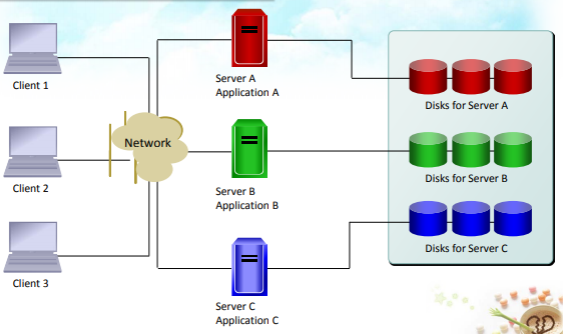 Client 1
Client 2
Client 3
Network
Server A
Application A
Server B
Application B
Server C
Application C
Disks for Server A
Disks for Server B
Disks for Server C